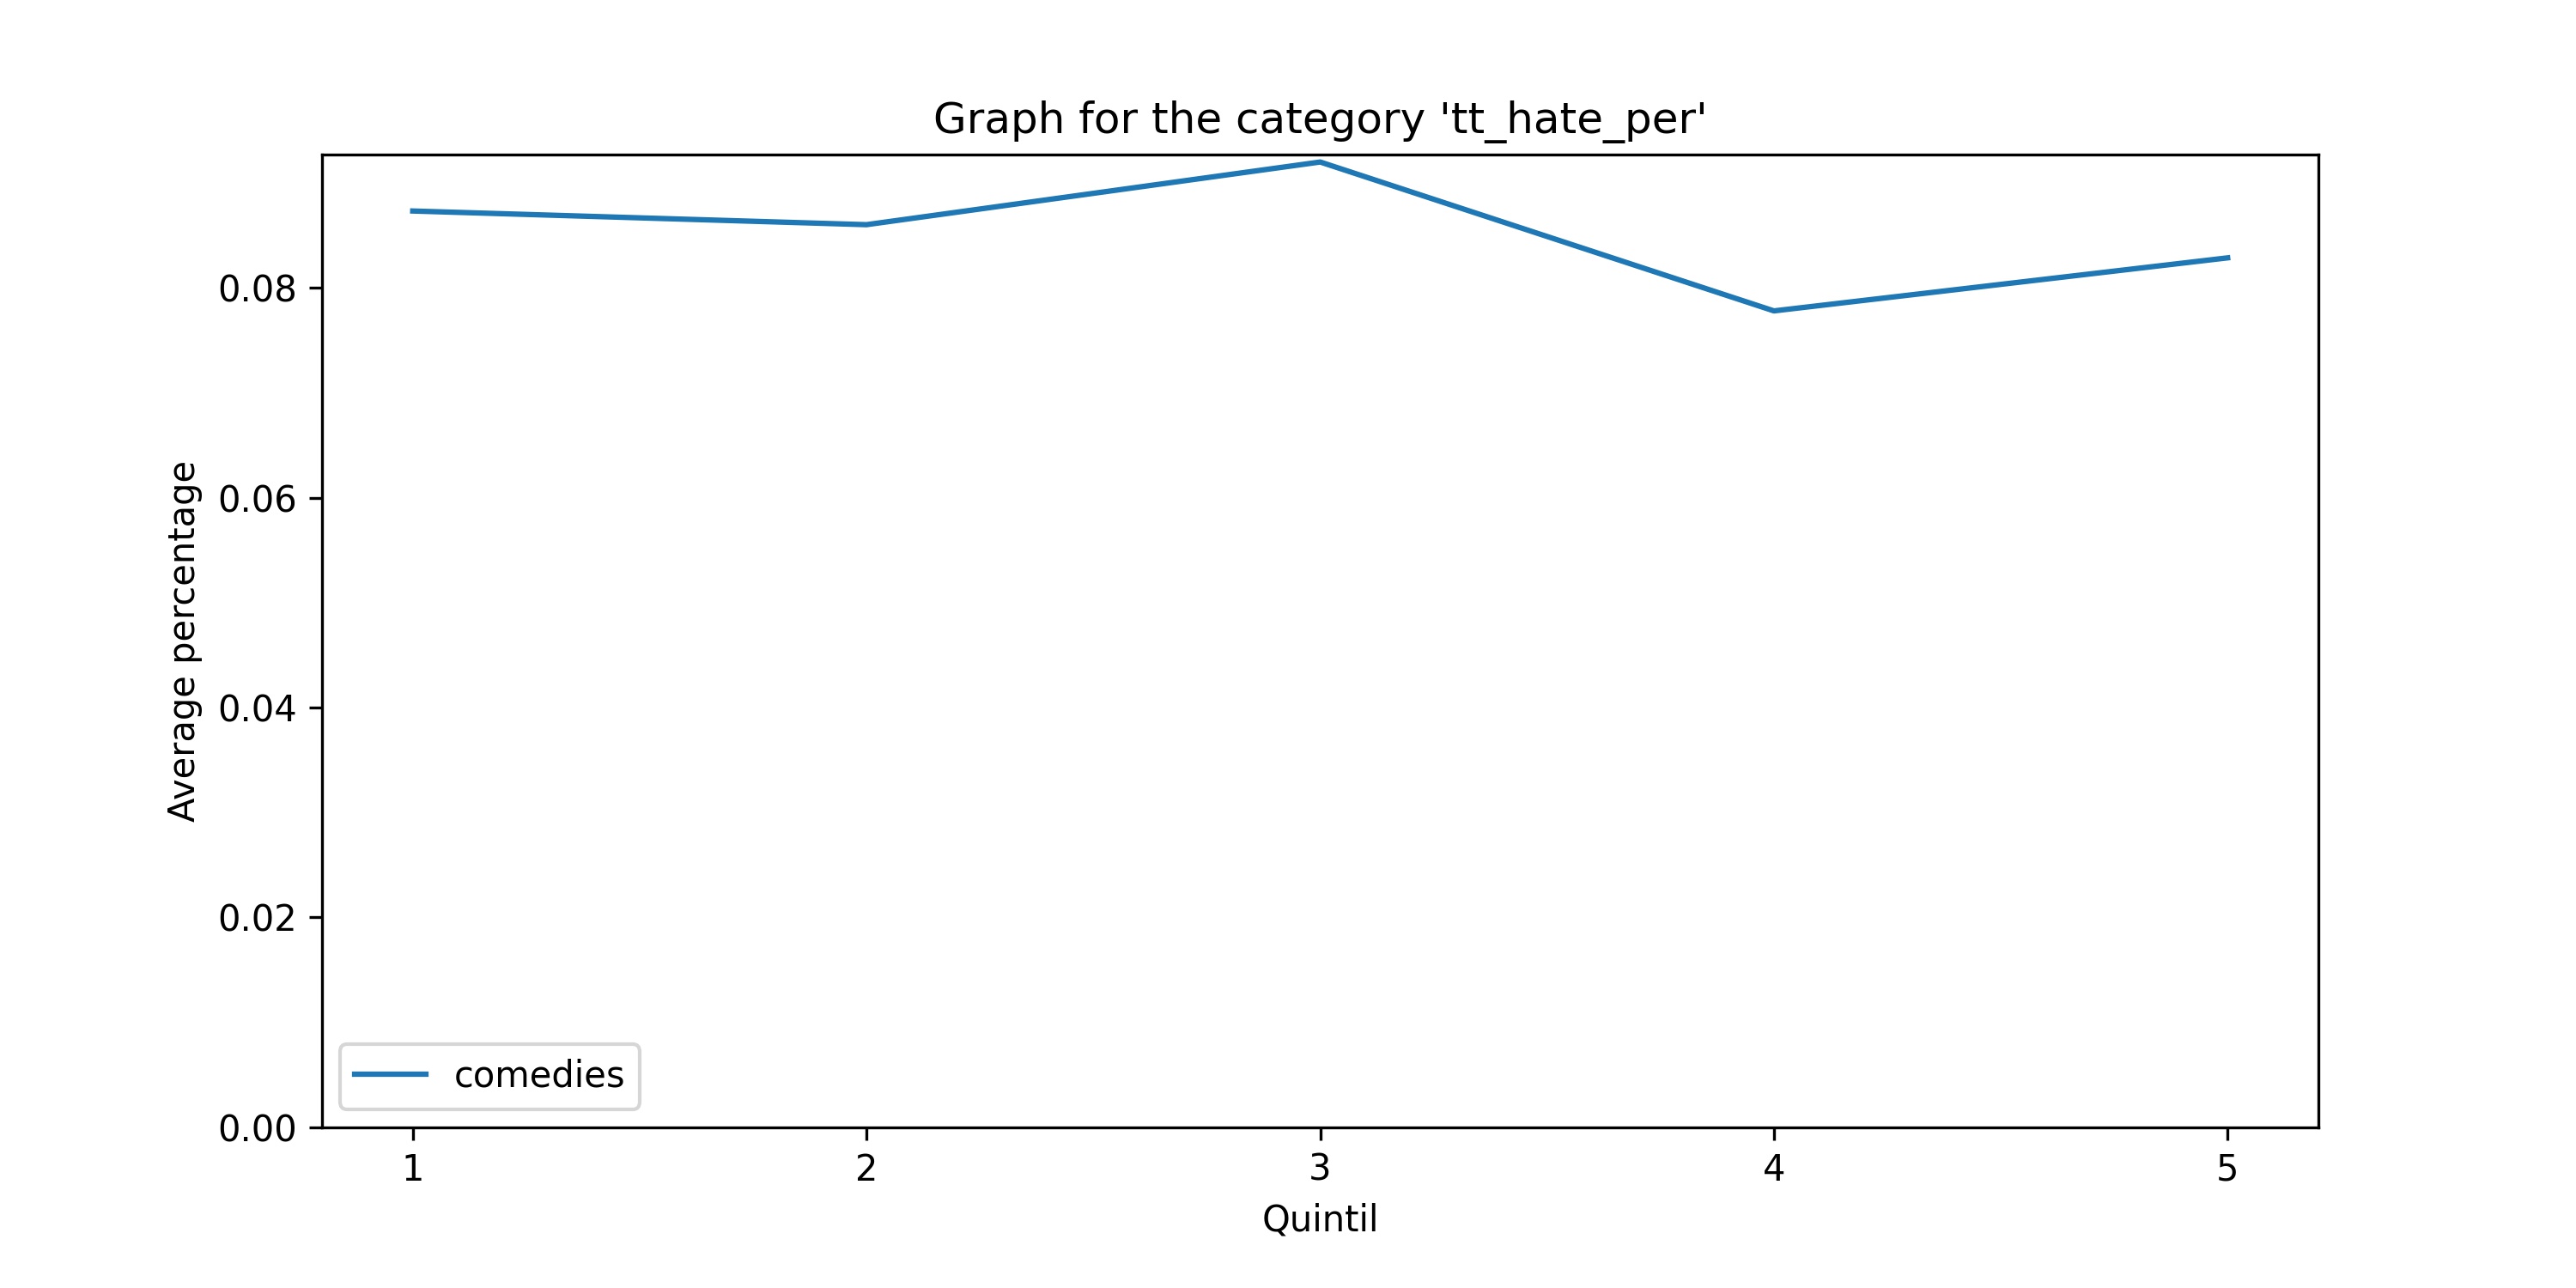 Graph for the category 'tt_hate_per'
Average percentage
0.08
0.06
0.04
0.02
0.00
comedies
1 2 3 4 5
Quintil